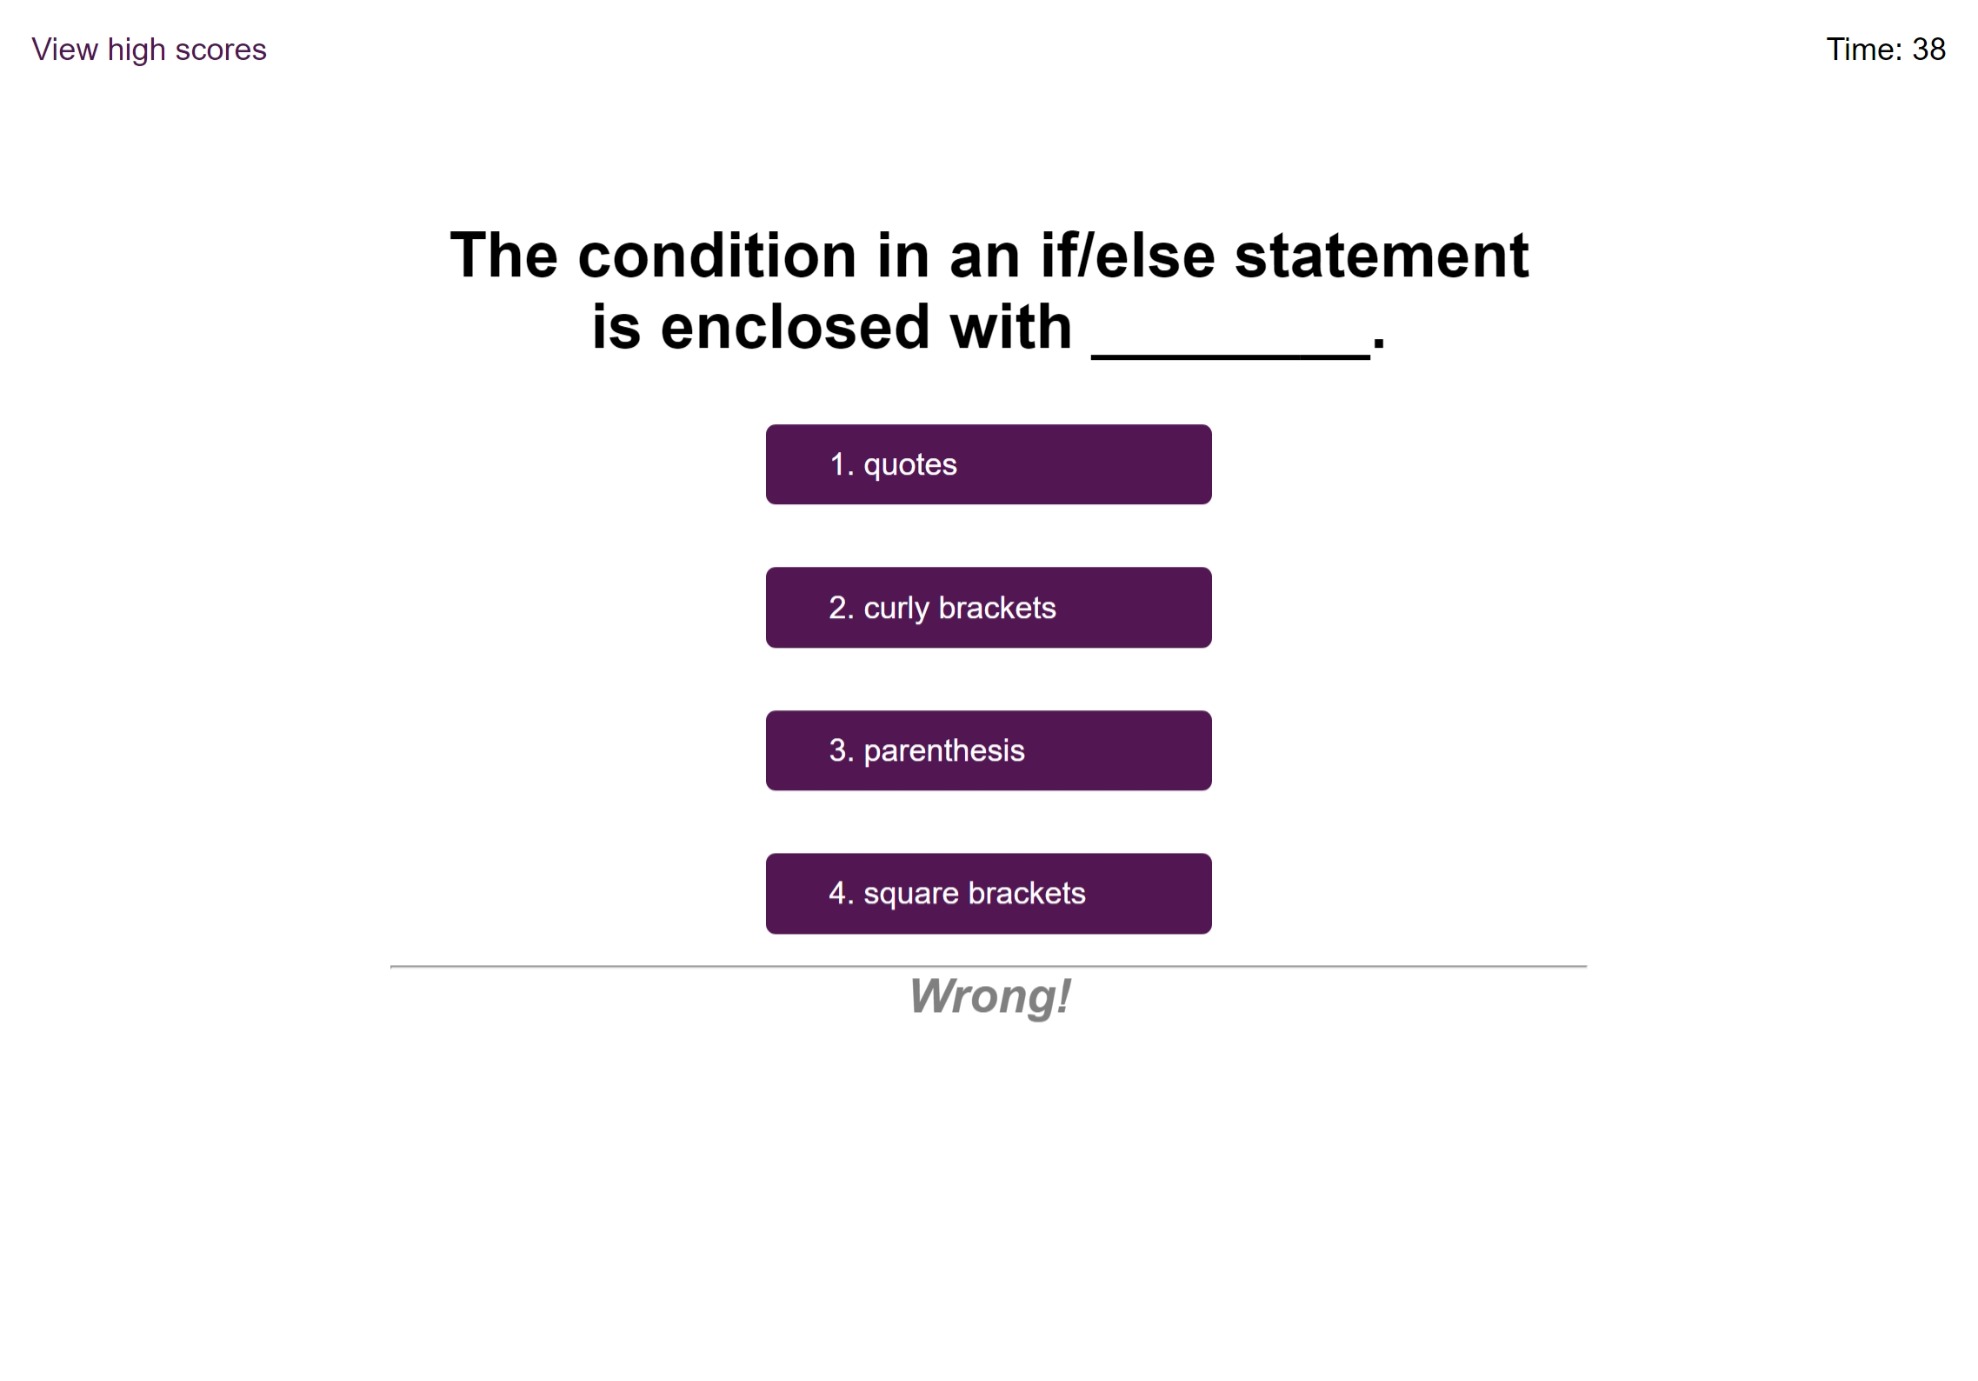 View high scores
Time: 38
The condition in an if/else statement
is enclosed with ________.
1. quotes
2. curly brackets
3. parenthesis
4. square brackets
Wrong!